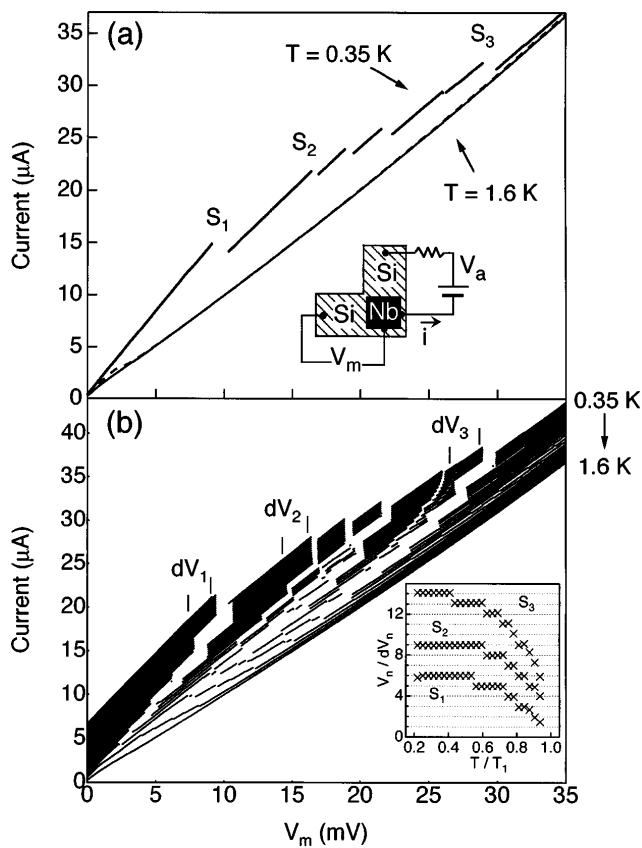 (a)
35
30
25
20
15
10
5
0
Current (μA)
T = 0.35 K
S3
S2
T = 1.6 K
S1
Si
Va
Si
Nb
i
Vm
(b)
0.35 K
1.6 K
40
35
30
25
20
15
10
5
0
Current (μA)
dV3
dV2
dV1
12
8
4
0
Vn / dVn
S3
S2
S1
0.2 0.4 0.6 0.8 1.0
T / T1
0 5 10 15 20 25 30 35
Vm (mV)